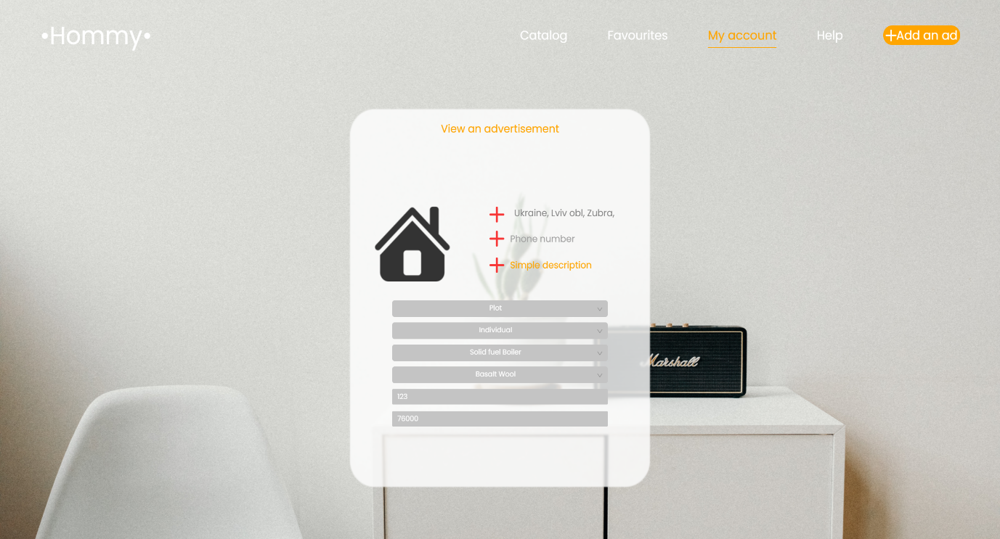 •Hommy•
Catalog
Favourites
My account
Help
+Add an ad
View an advertisement
Ukraine, Lviv obl, Zubra,
Phone number
Simple description
Plot
Individual
Solid fuel Boiler
Basalt Wool
123
76000
Marshall